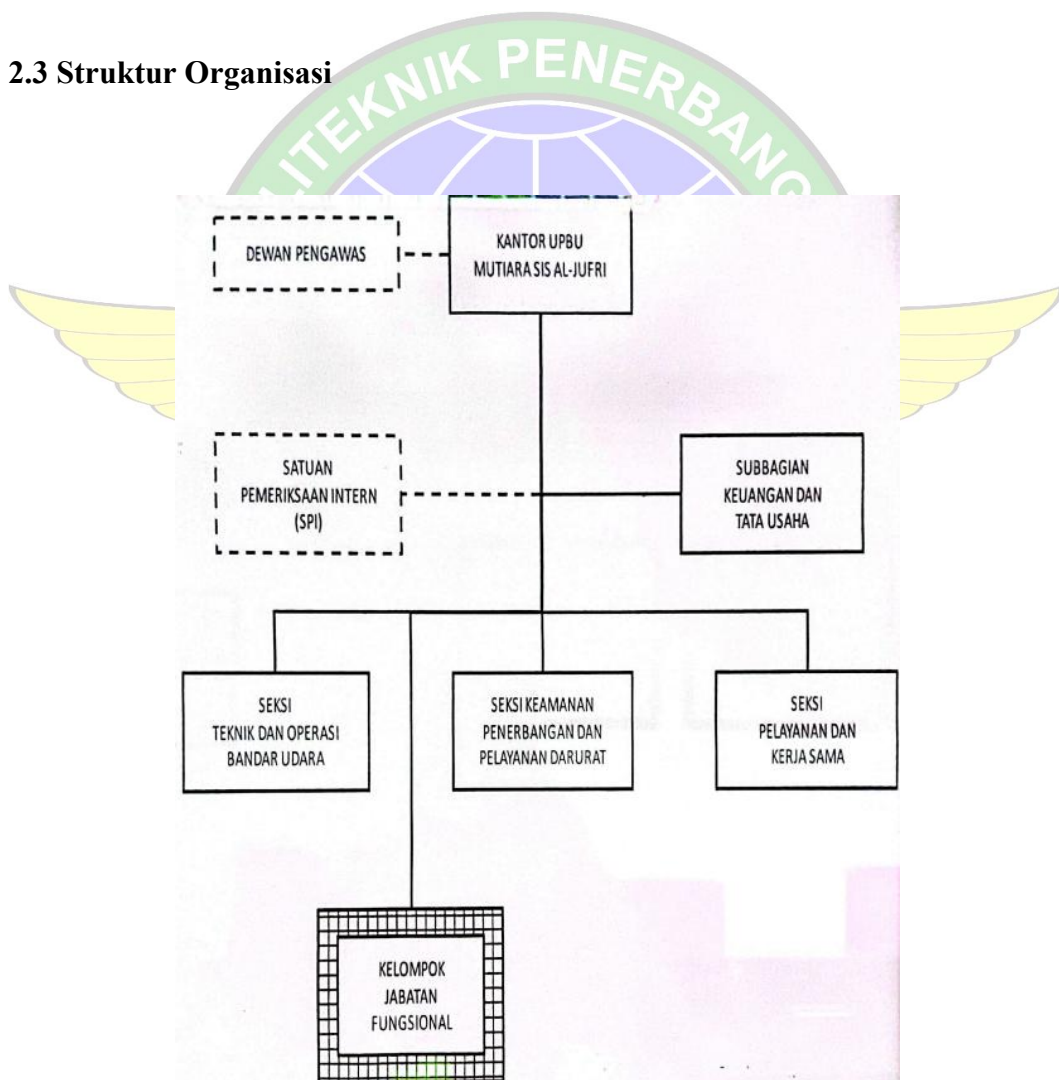 2.3 Struktur Organisasi
LITEKNIK PENERBANG
DEWAN PENGAWAS
KANTOR UPBU
MUTIARA SIS AL-JUFRI
SATUAN
PEMERIKSAAN INTERN
(SPI)
SUBBAGIAN
KEUANGAN DAN
TATA USAHA
SEKSI
TEKNIK DAN OPERASI
BANDAR UDARA
SEKSI KEAMANAN
PENERBANGAN DAN
PELAYANAN DARURAT
SEKSI
PELAYANAN DAN
KERJA SAMA
KELOMPOK
JABATAN
FUNGSIONAL